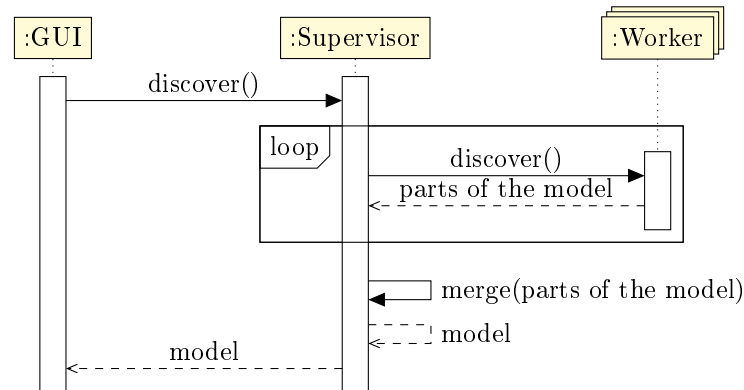 :GUI
:Supervisor
:Worker
discover()
loop
discover()
parts of the model
merge(parts of the model)
model
model